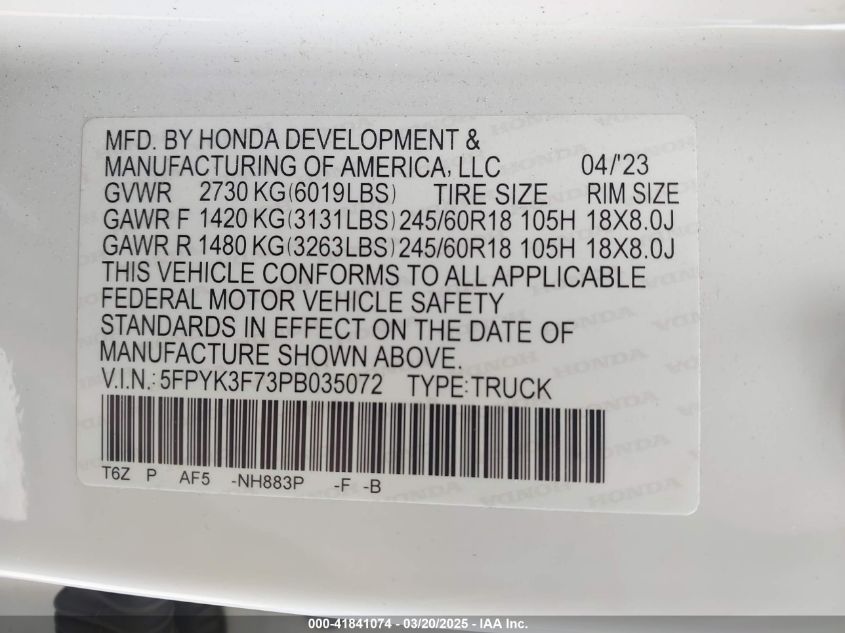 MFD. BY HONDA DEVELOPMENT &
MANUFACTURING OF AMERICA, LLC 04/'23
GVWR 2730 KG(6019LBS) TIRE SIZE RIM SIZE
GAWR F 1420 KG(3131LBS) 245/60R18 105H 18X8.0J
GAWR R 1480 KG(3263LBS) 245/60R18 105H 18X8.0J
THIS VEHICLE CONFORMS TO ALL APPLICABLE
FEDERAL MOTOR VEHICLE SAFETY
STANDARDS IN EFFECT ON THE DATE OF
MANUFACTURE SHOWN ABOVE.
V.I.N.: 5FPYK3F73PB035072 TYPE: TRUCK
T6Z P AF5 -NH883P -F -B
000-41841074 - 03/20/2025 - IAA Inc.